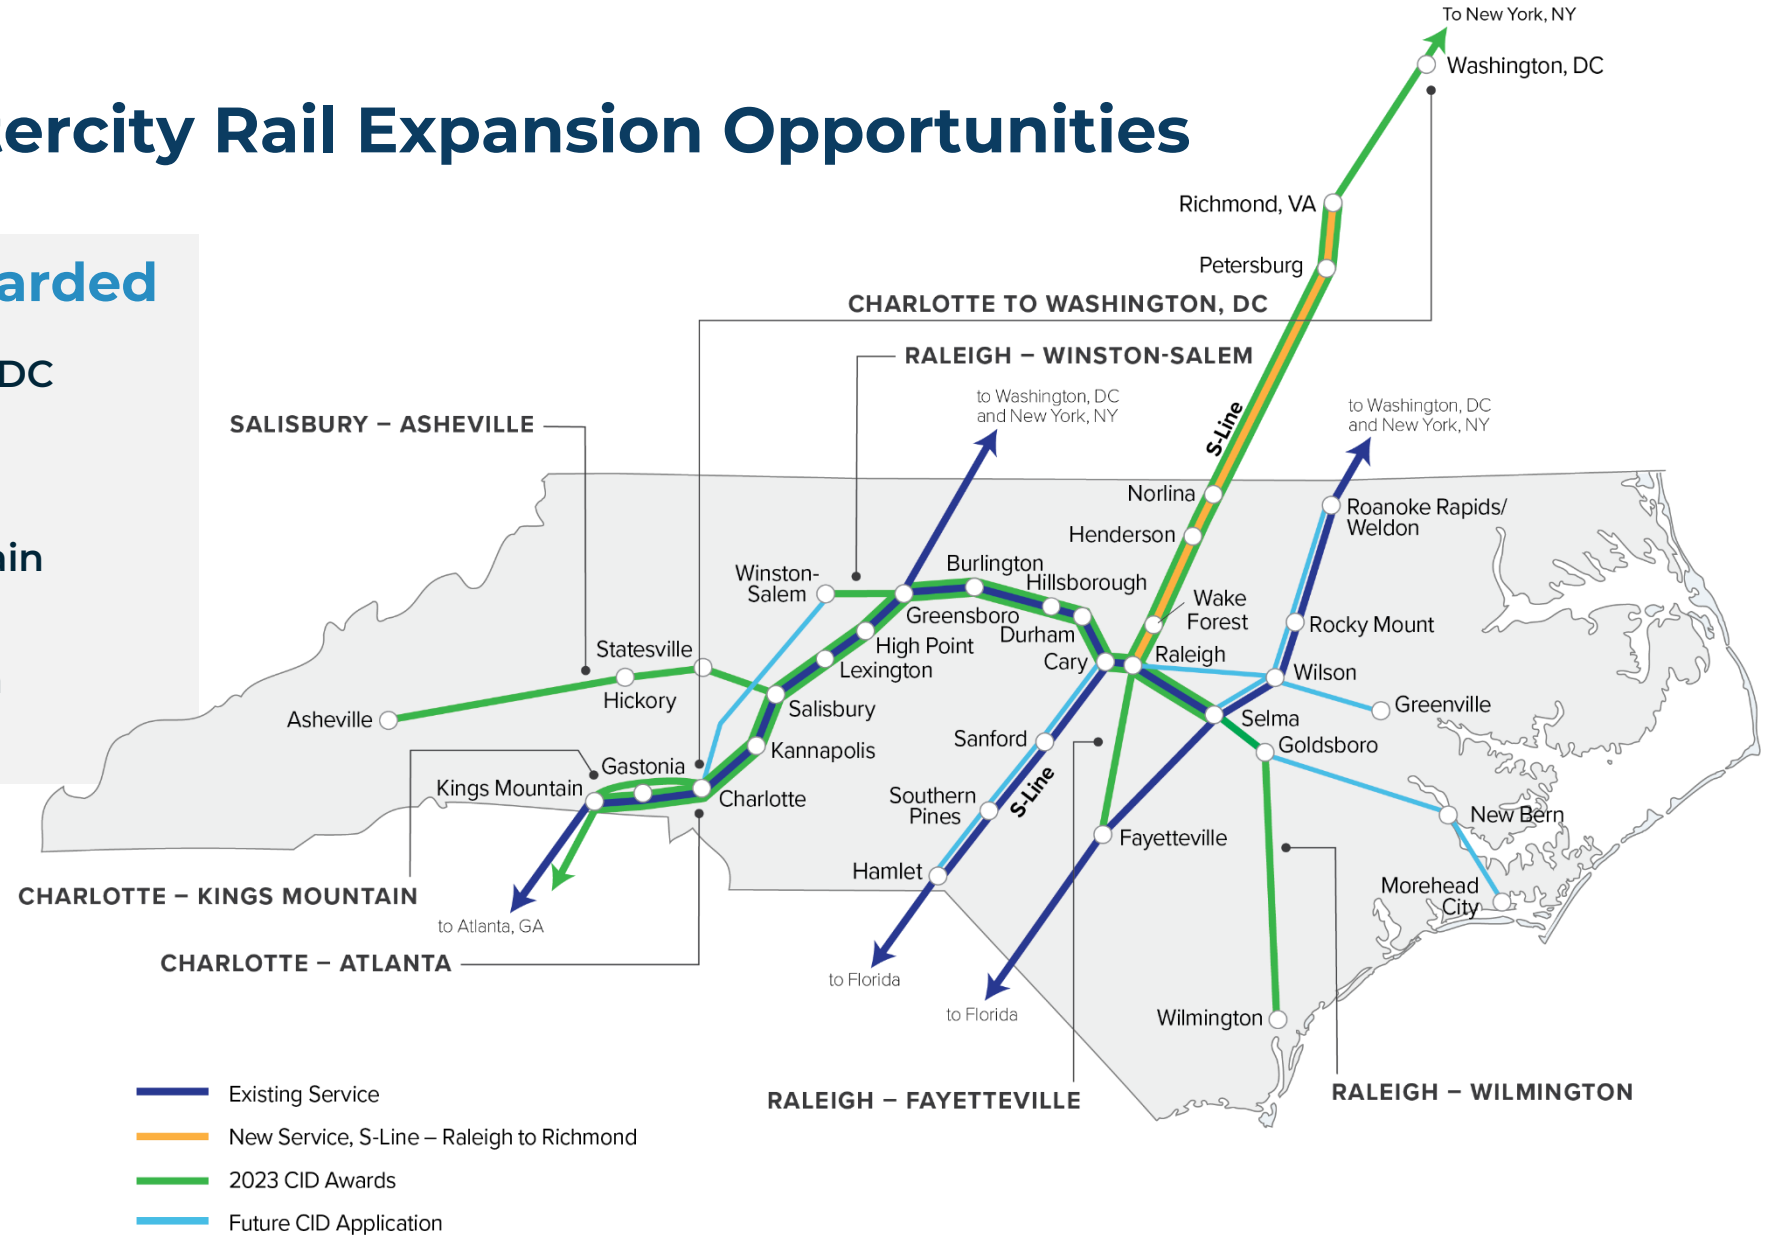 To New York, NY
Washington, DC
tercity Rail Expansion Opportunities
Richmond, VA
arded
Petersburg
CHARLOTTE TO WASHINGTON, DC
RALEIGH – WINSTON-SALEM
DC
to Washington, DC
and New York, NY
to Washington, DC
and New York, NY
SALISBURY – ASHEVILLE
S-Line
Norlina
Roanoke Rapids/
Weldon
Henderson
ain
Burlington
Winston-
Salem
Hillsborough
Wake
Forest
Greensboro
Durham
Rocky Mount
High Point
Statesville
Cary
Raleigh
Lexington
Wilson
Hickory
Salisbury
Greenville
Asheville
Selma
Sanford
Goldsboro
Kannapolis
Gastonia
Kings Mountain
Charlotte
S-Line
Southern
Pines
New Bern
Fayetteville
Hamlet
Morehead
City
CHARLOTTE – KINGS MOUNTAIN
to Atlanta, GA
CHARLOTTE – ATLANTA
to Florida
to Florida
Wilmington
RALEIGH – FAYETTEVILLE
RALEIGH – WILMINGTON
Existing Service
New Service, S-Line – Raleigh to Richmond
2023 CID Awards
Future CID Application